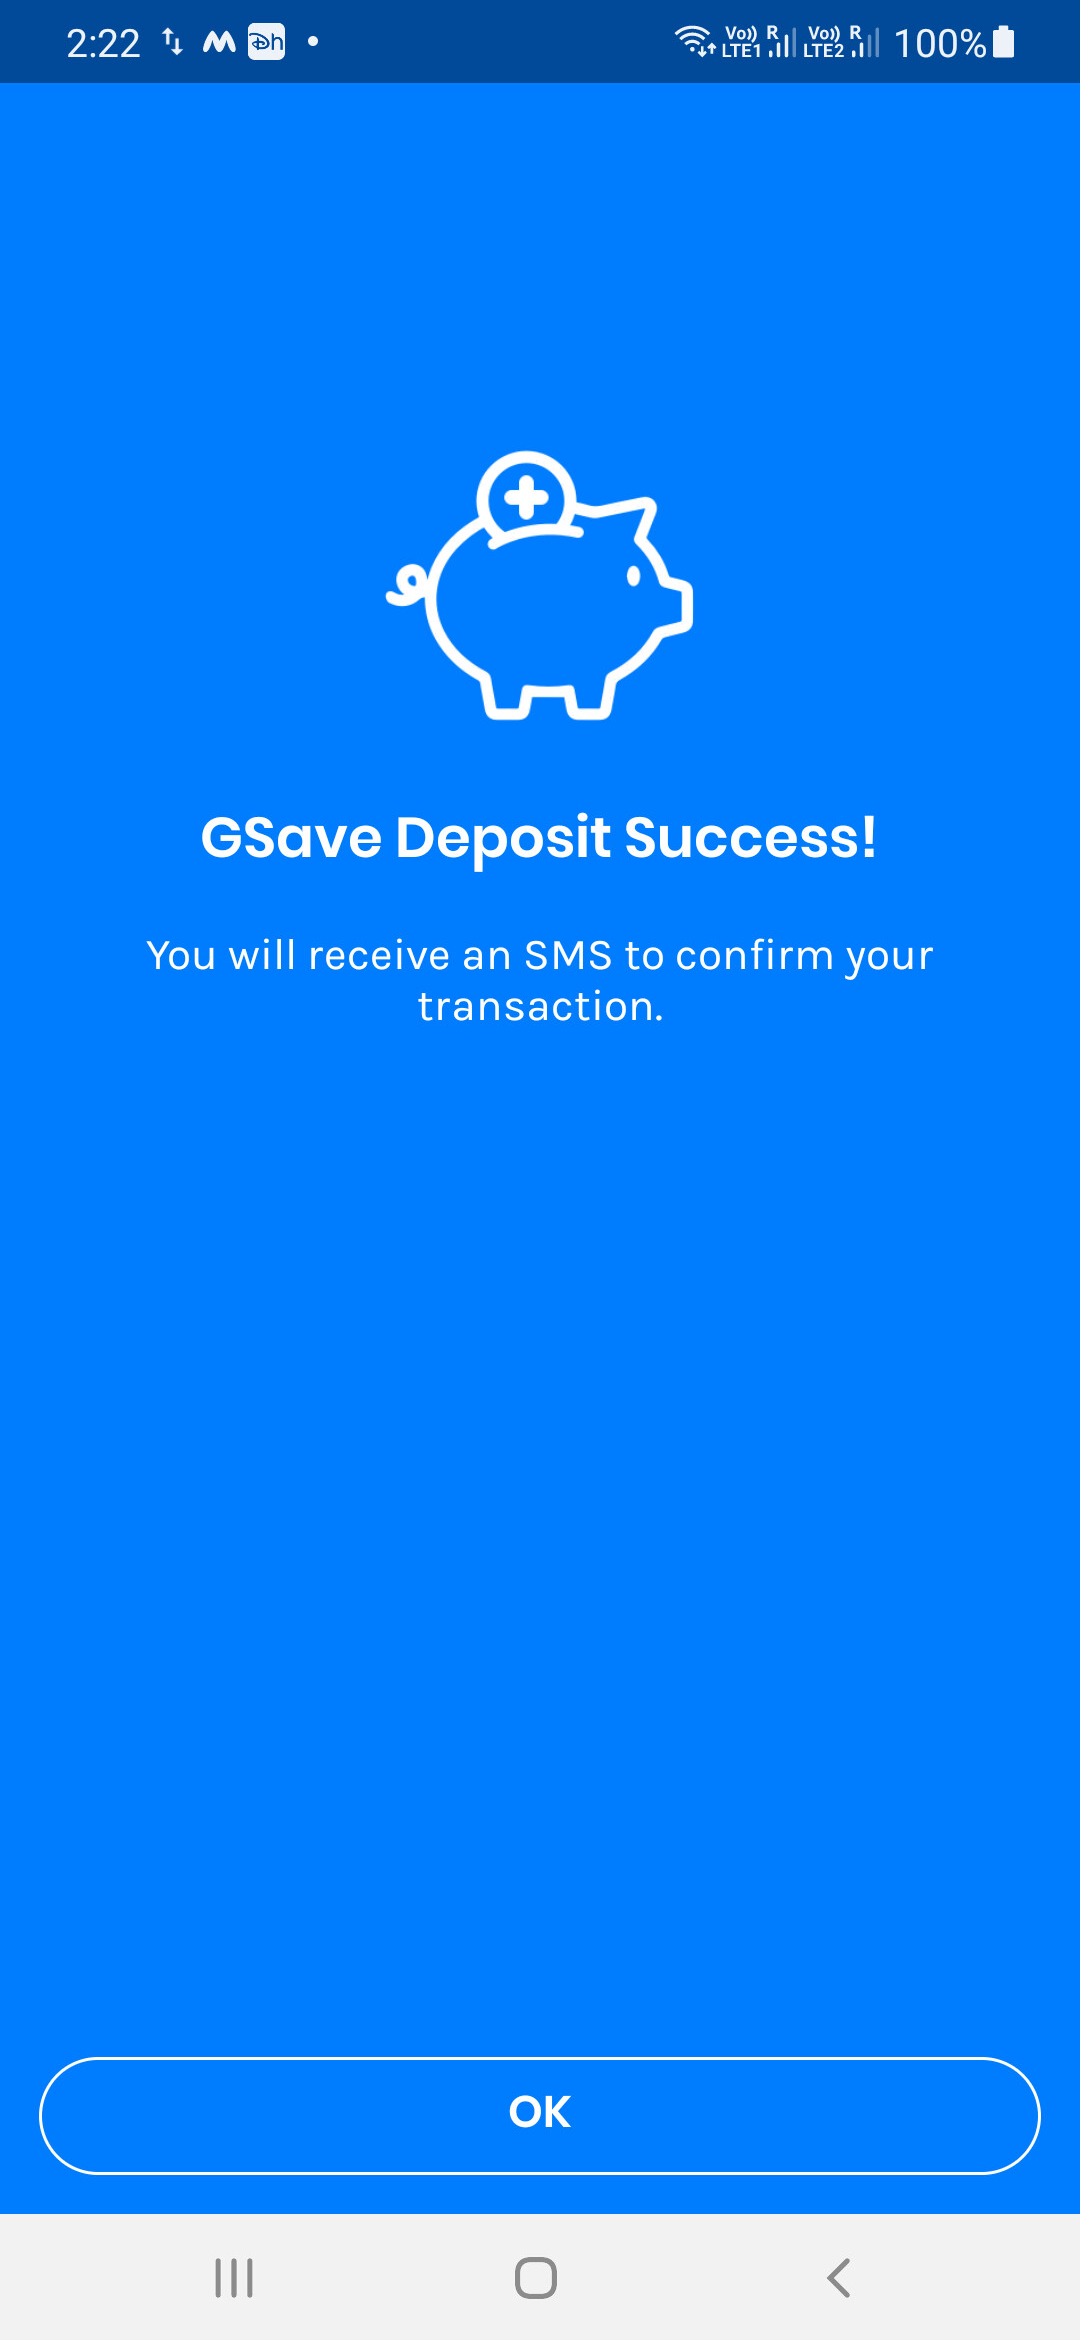 2:22 Dh Vo)) R LTE1 Vo)) R LTE2 100%
GSave Deposit Success!
You will receive an SMS to confirm your
transaction.
OK